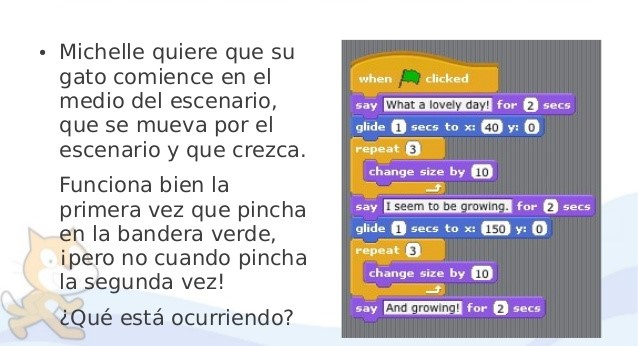 • Michelle quiere que su
gato comience en el
medio del escenario,
que se mueva por el
escenario y que crezca.
Funciona bien la
primera vez que pincha
en la bandera verde,
¡pero no cuando pincha
la segunda vez!
¿Qué está ocurriendo?
when clicked
say What a lovely day! for 2 secs
glide 1 secs to x: 40 y: 0
repeat 3
change size by 10
say I seem to be growing. for 2 secs
glide 1 secs to x: 150 y: 0
repeat 3
change size by 10
say And growing! for 2 secs